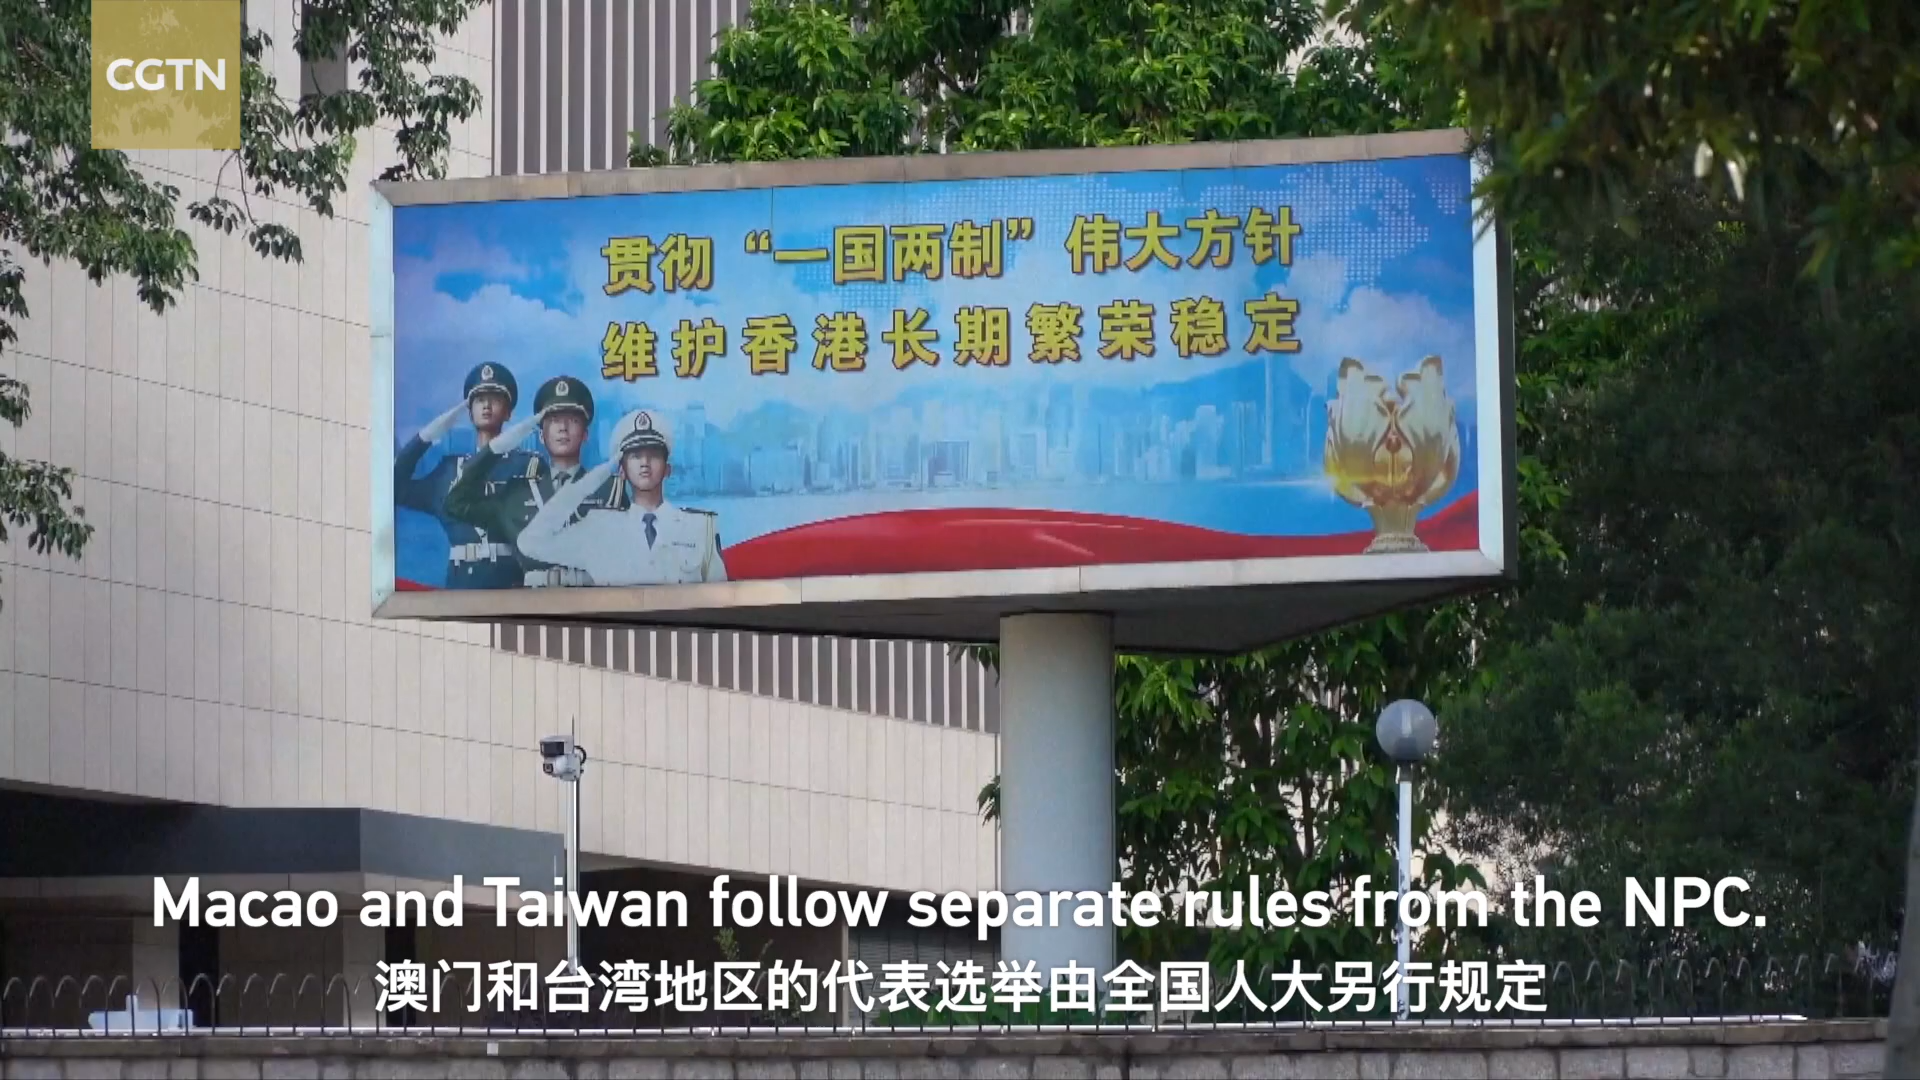 CGTN
贯彻“一国两制”伟大方针
维护香港长期繁荣稳定
Macao and Taiwan follow separate rules from the NPC.
澳门和台湾地区的代表选举由全国人大另行规定